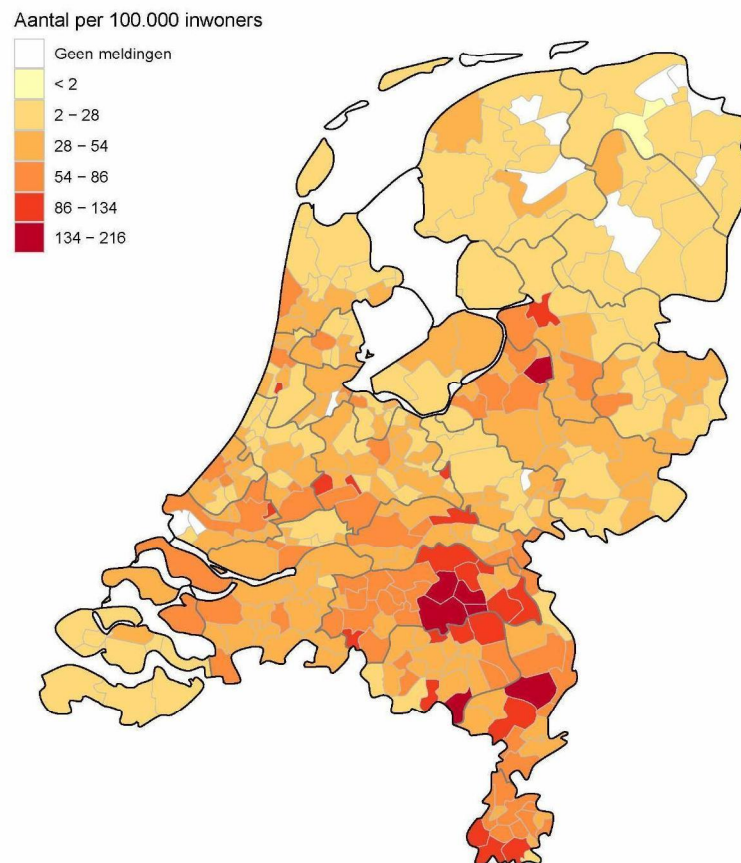 Aantal per 100.000 inwoners
Geen meldingen
< 2
2 – 28
28 – 54
54 – 86
86 – 134
134 – 216